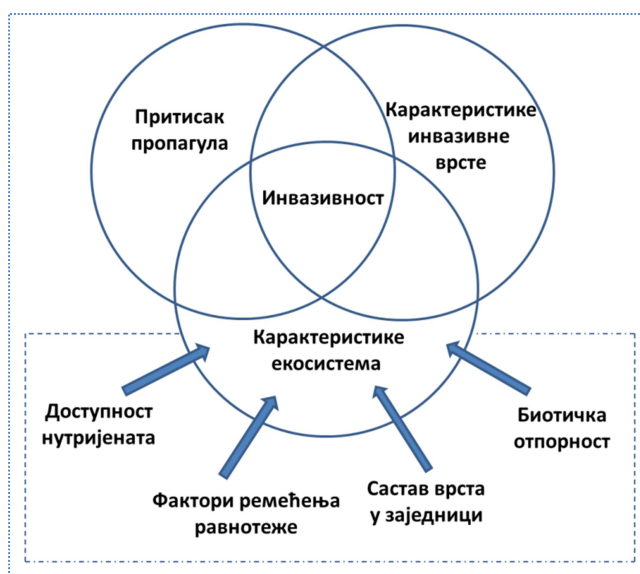 Притисак
пропагула
Карактеристике
инвазивне
врсте
Инвазивност
Карактеристике
екосистема
Доступност
нутријената
Фактори ремећења
равнотеже
Састав врста
у заједници
Биотичка
отпорност